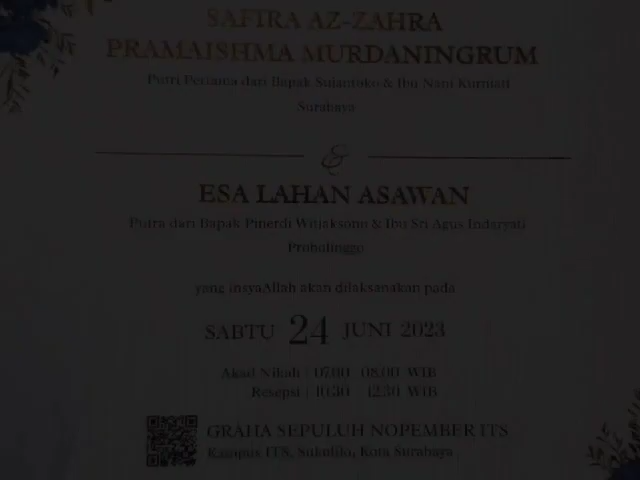 SAFIRA AZ-ZAHRA
PRAMAISHMA MURDANINGRUM
Putri Pertama dari Bapak Sujantoko & Ibu Nani Kurniati
Surabaya
&
ESA LAHAN ASAWAN
Putra dari Bapak Pinerdi Witjaksono & Ibu Sri Agus Indaryati
Probolinggo
yang insyaAllah akan dilaksanakan pada
SABTU 24 JUNI 2023
Akad Nikah | 07.00 - 08.00 WIB
Resepsi | 10.30 - 12.30 WIB
GRAHA SEPULUH NOPEMBER ITS
Kampus ITS, Sukolilo, Kota Surabaya